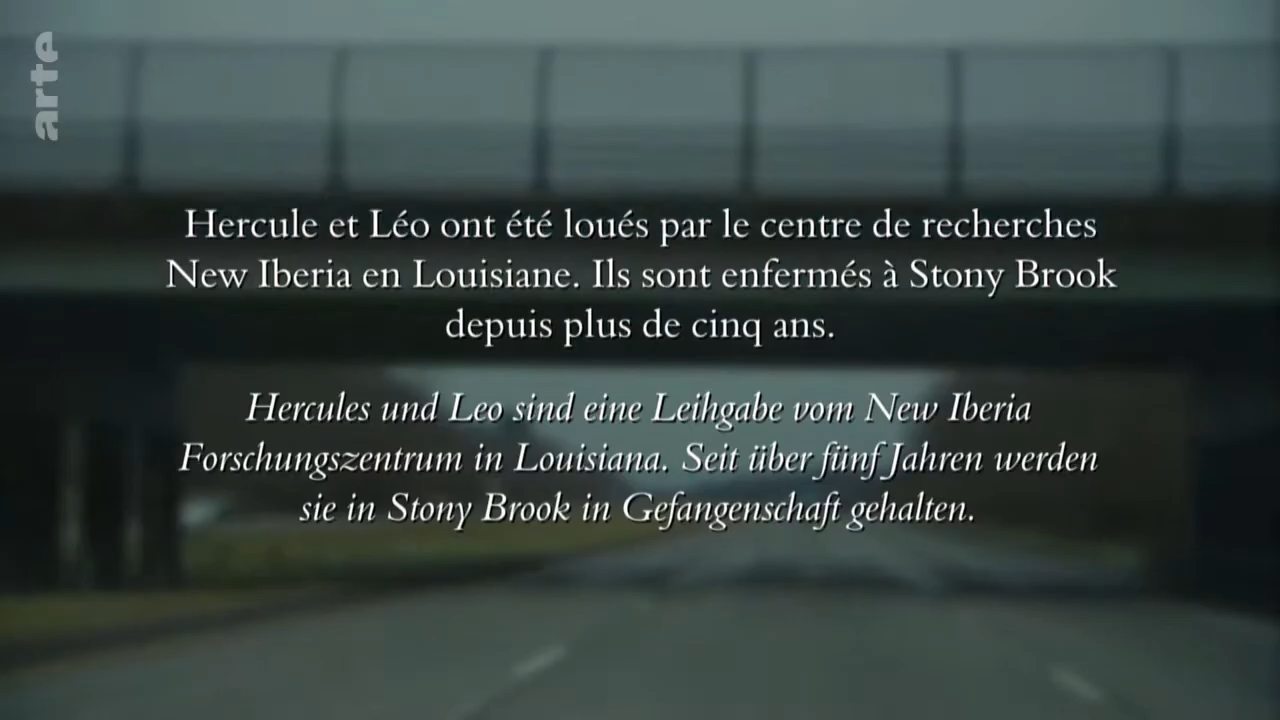 arte
Hercule et Léo ont été loués par le centre de recherches
New Iberia en Louisiane. Ils sont enfermés à Stony Brook
depuis plus de cinq ans.
Hercules und Leo sind eine Leihgabe vom New Iberia
Forschungszentrum in Louisiana. Seit über fünf Jahren werden
sie in Stony Brook in Gefangenschaft gehalten.